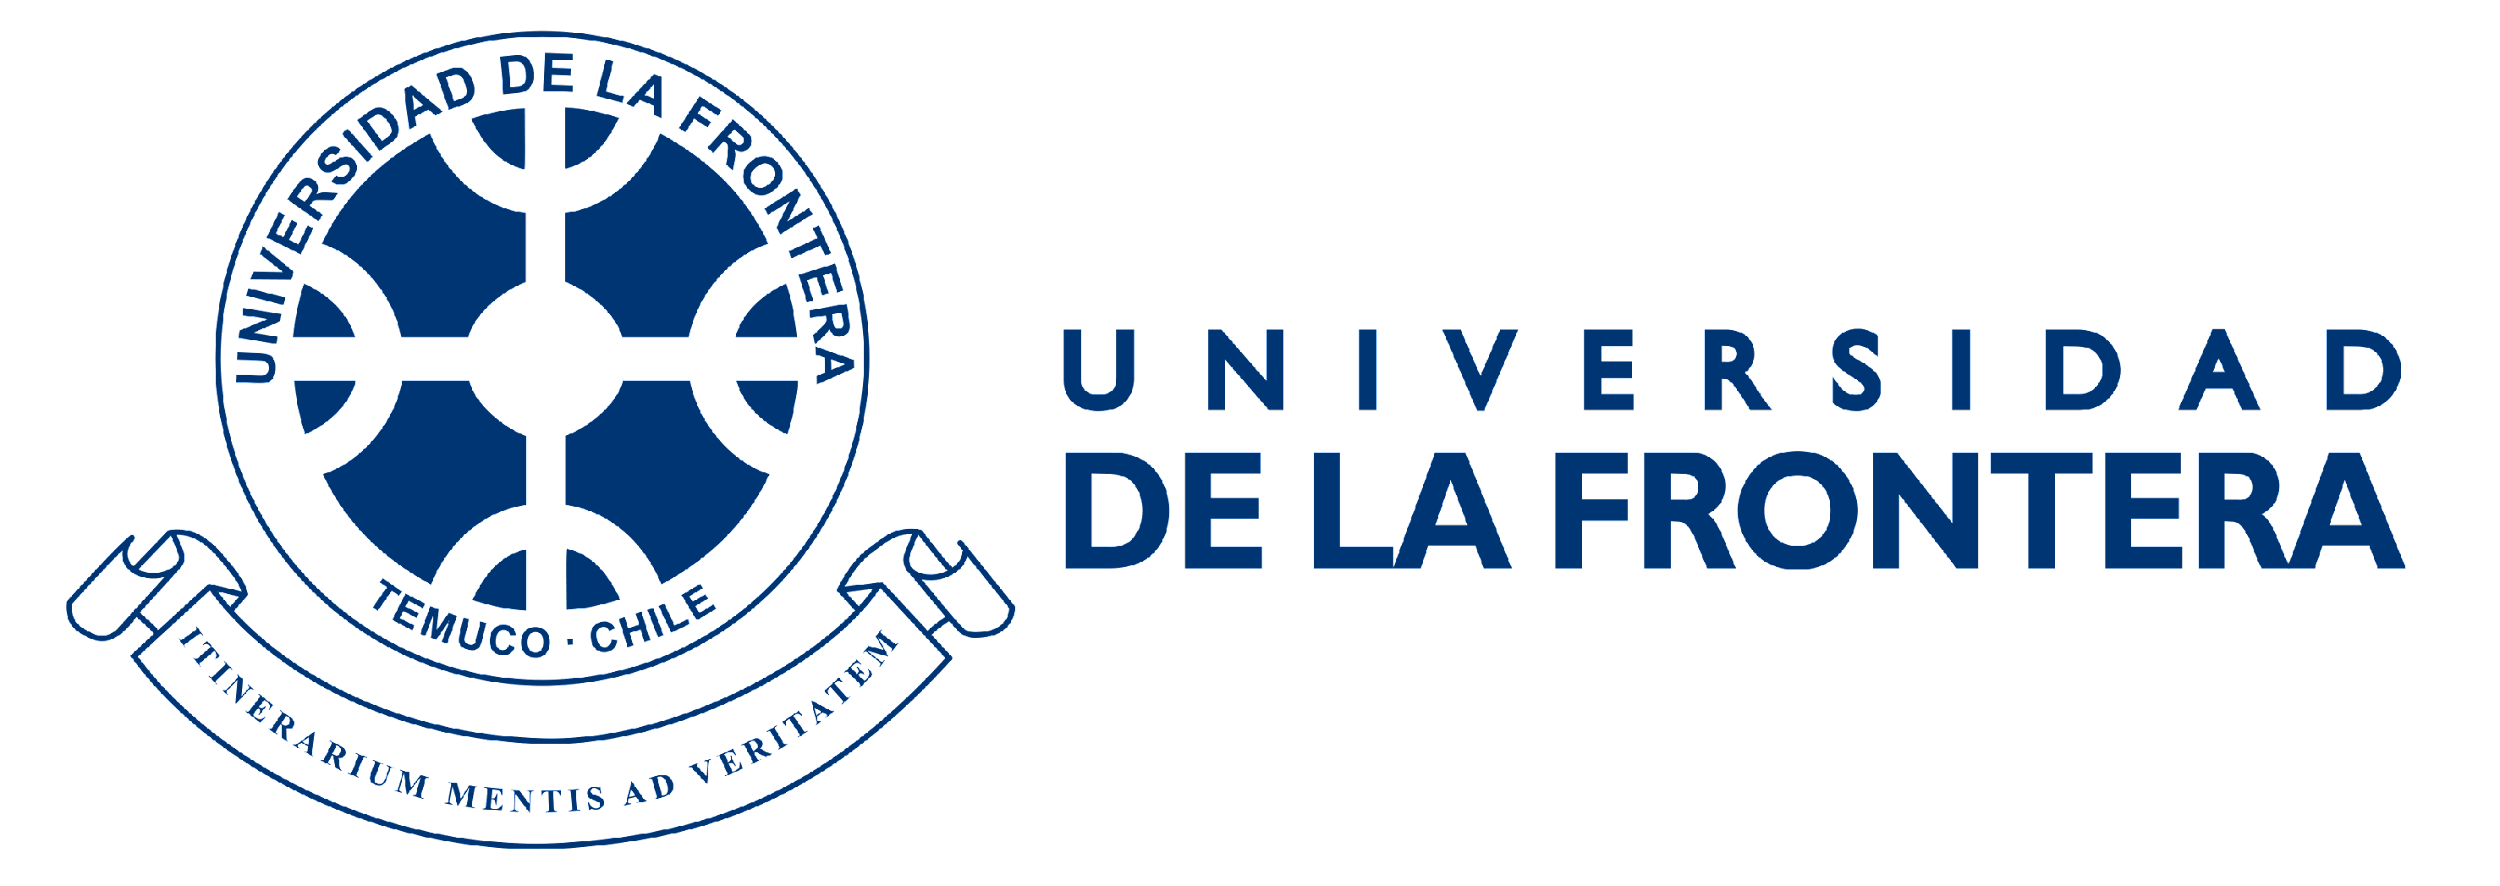 UNIVERSIDAD DE LA FRONTERA
TEMUCO · CHILE
ITINERARIUM MENTIS AD VERITATEM
UNIVERSIDAD
DE LA FRONTERA